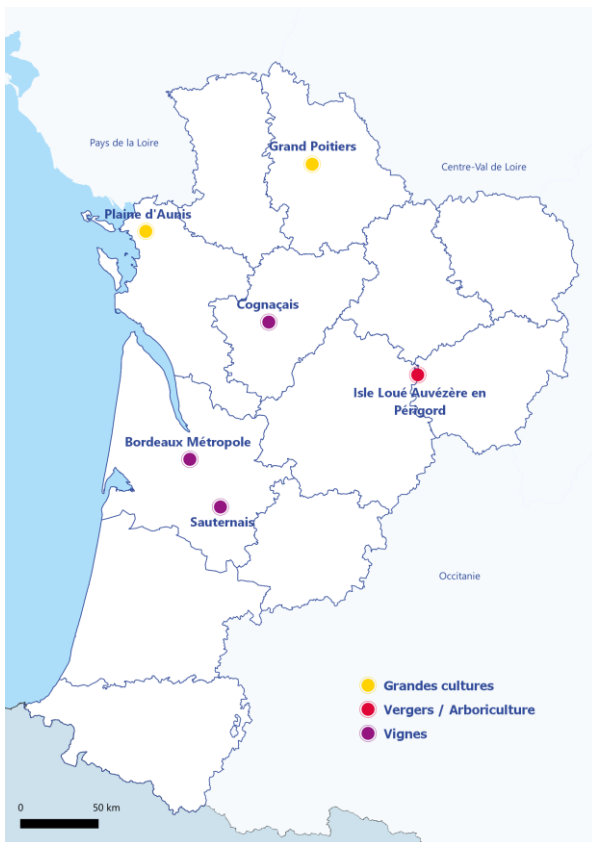 Pays de la Loire
Grand Poitiers
Centre-Val de Loire
Plaine d'Aunis
Cognaçais
Isle Loué Auvézère en
Périgord
Bordeaux Métropole
Sauternais
Occitanie
Grandes cultures
Vergers / Arboriculture
Vignes
0 50 km